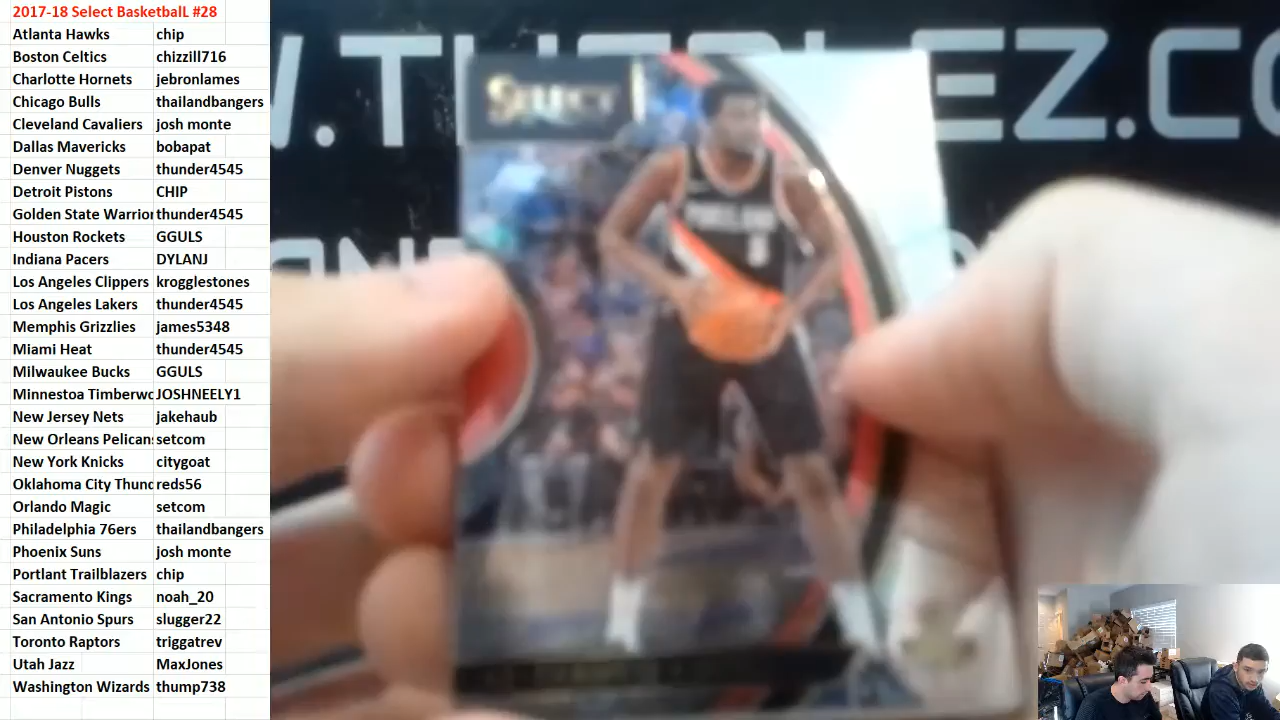 2017-18 Select BasketbalL #28
Atlanta Hawks chip
Boston Celtics chizzill716
Charlotte Hornets jebronlames
Chicago Bulls thailandbangers
Cleveland Cavaliers josh monte
Dallas Mavericks bobapat
Denver Nuggets thunder4545
Detroit Pistons CHIP
Golden State Warrior thunder4545
Houston Rockets GGULS
Indiana Pacers DYLANJ
Los Angeles Clippers krogglestones
Los Angeles Lakers thunder4545
Memphis Grizzlies james5348
Miami Heat thunder4545
Milwaukee Bucks GGULS
Minnestoa Timberwo JOSHNEELY1
New Jersey Nets jakehaub
New Orleans Pelicans setcom
New York Knicks citygoat
Oklahoma City Thund reds56
Orlando Magic setcom
Philadelphia 76ers thailandbangers
Phoenix Suns josh monte
Portlant Trailblazers chip
Sacramento Kings noah_20
San Antonio Spurs slugger22
Toronto Raptors triggatrev
Utah Jazz MaxJones
Washington Wizards thump738
SELECT
PORTLAND